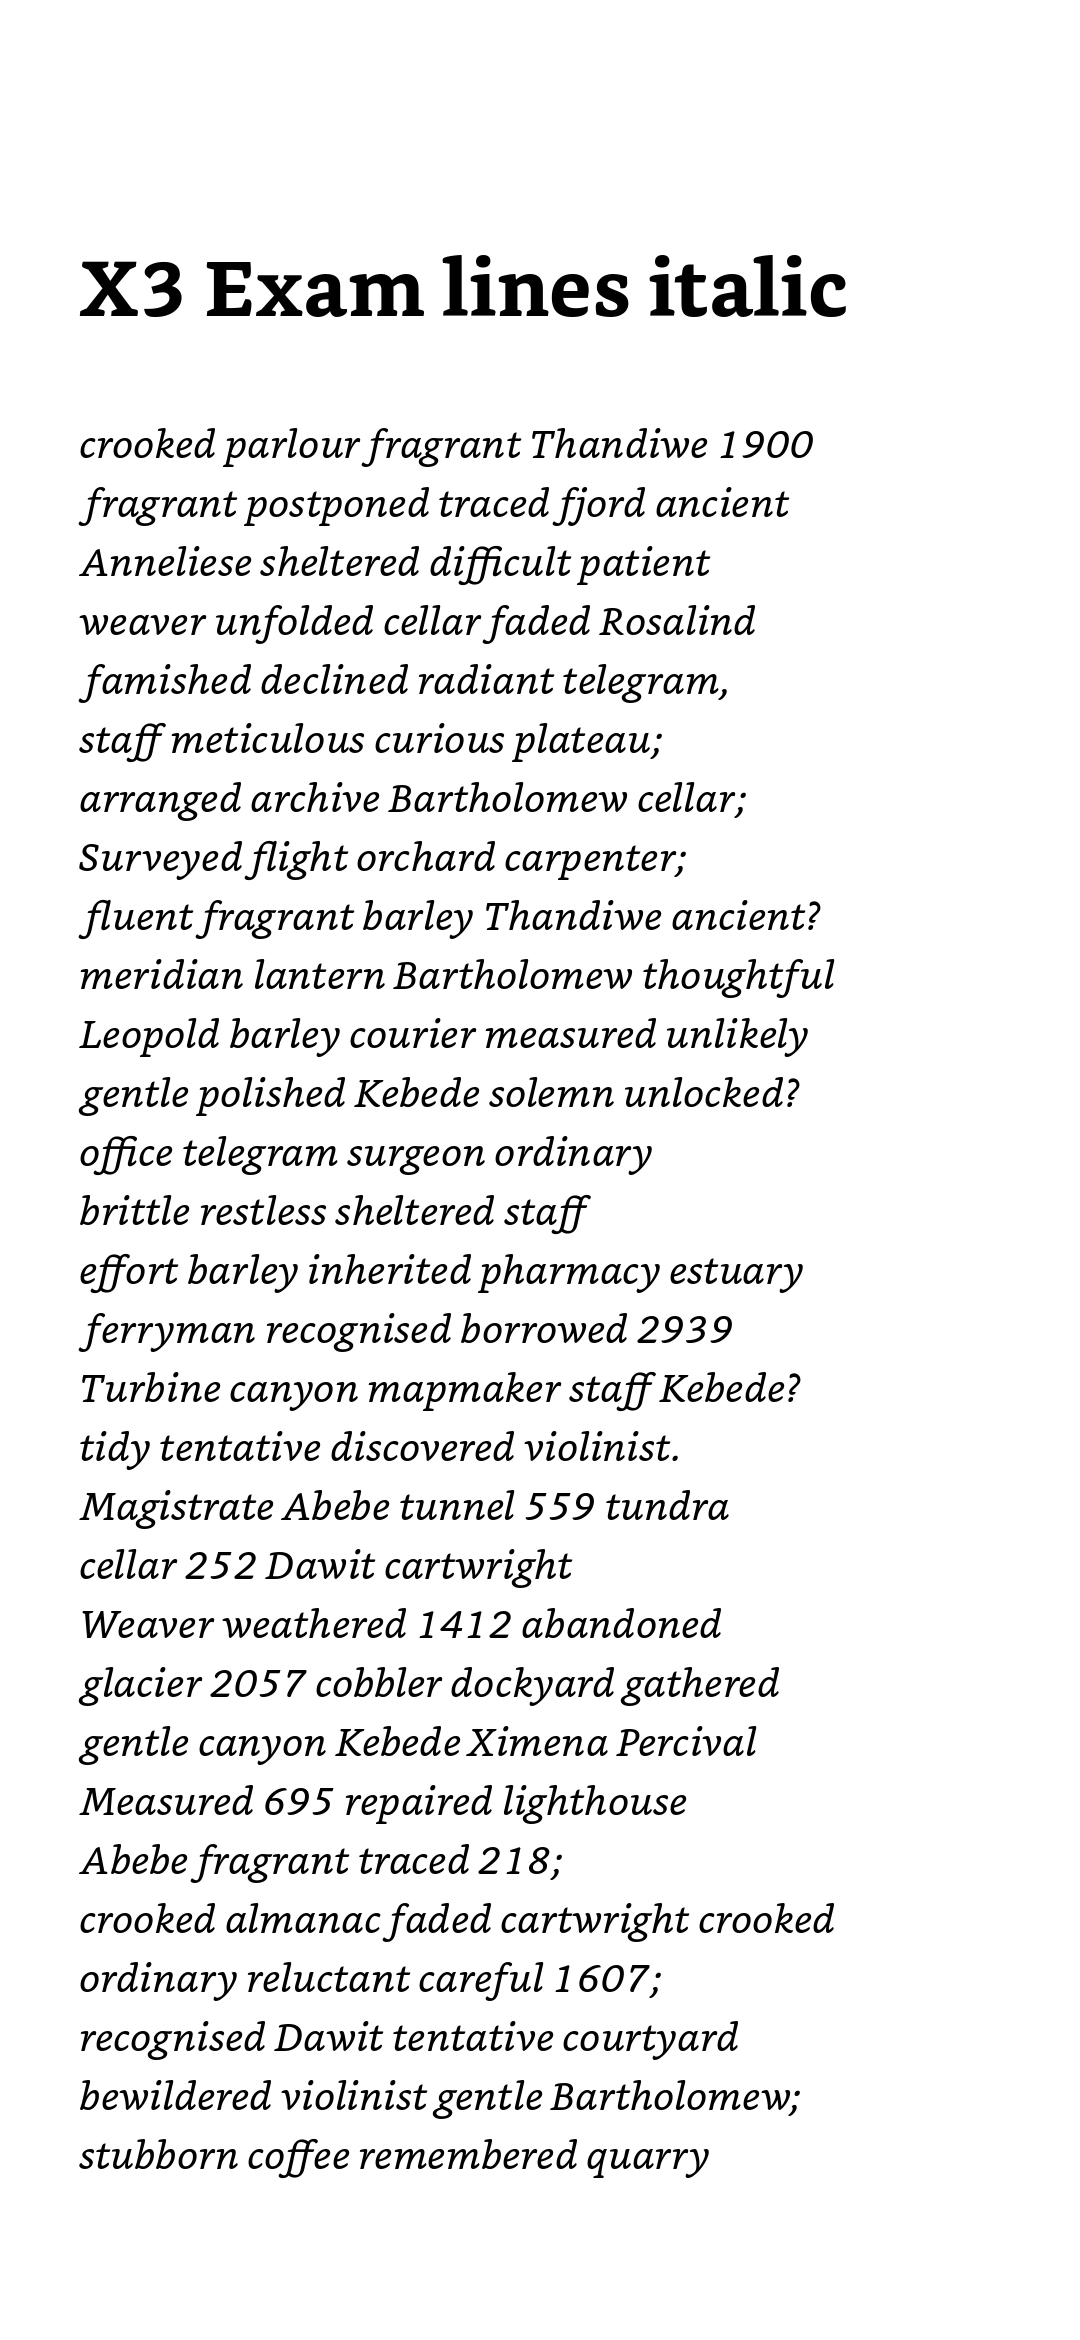 X3 Exam lines italic
crooked parlour fragrant Thandiwe 1900
fragrant postponed traced fjord ancient
Anneliese sheltered difficult patient
weaver unfolded cellar faded Rosalind
famished declined radiant telegram,
staff meticulous curious plateau;
arranged archive Bartholomew cellar;
Surveyed flight orchard carpenter;
fluent fragrant barley Thandiwe ancient?
meridian lantern Bartholomew thoughtful
Leopold barley courier measured unlikely
gentle polished Kebede solemn unlocked?
office telegram surgeon ordinary
brittle restless sheltered staff
effort barley inherited pharmacy estuary
ferryman recognised borrowed 2939
Turbine canyon mapmaker staff Kebede?
tidy tentative discovered violinist.
Magistrate Abebe tunnel 559 tundra
cellar 252 Dawit cartwright
Weaver weathered 1412 abandoned
glacier 2057 cobbler dockyard gathered
gentle canyon Kebede Ximena Percival
Measured 695 repaired lighthouse
Abebe fragrant traced 218;
crooked almanac faded cartwright crooked
ordinary reluctant careful 1607;
recognised Dawit tentative courtyard
bewildered violinist gentle Bartholomew;
stubborn coffee remembered quarry